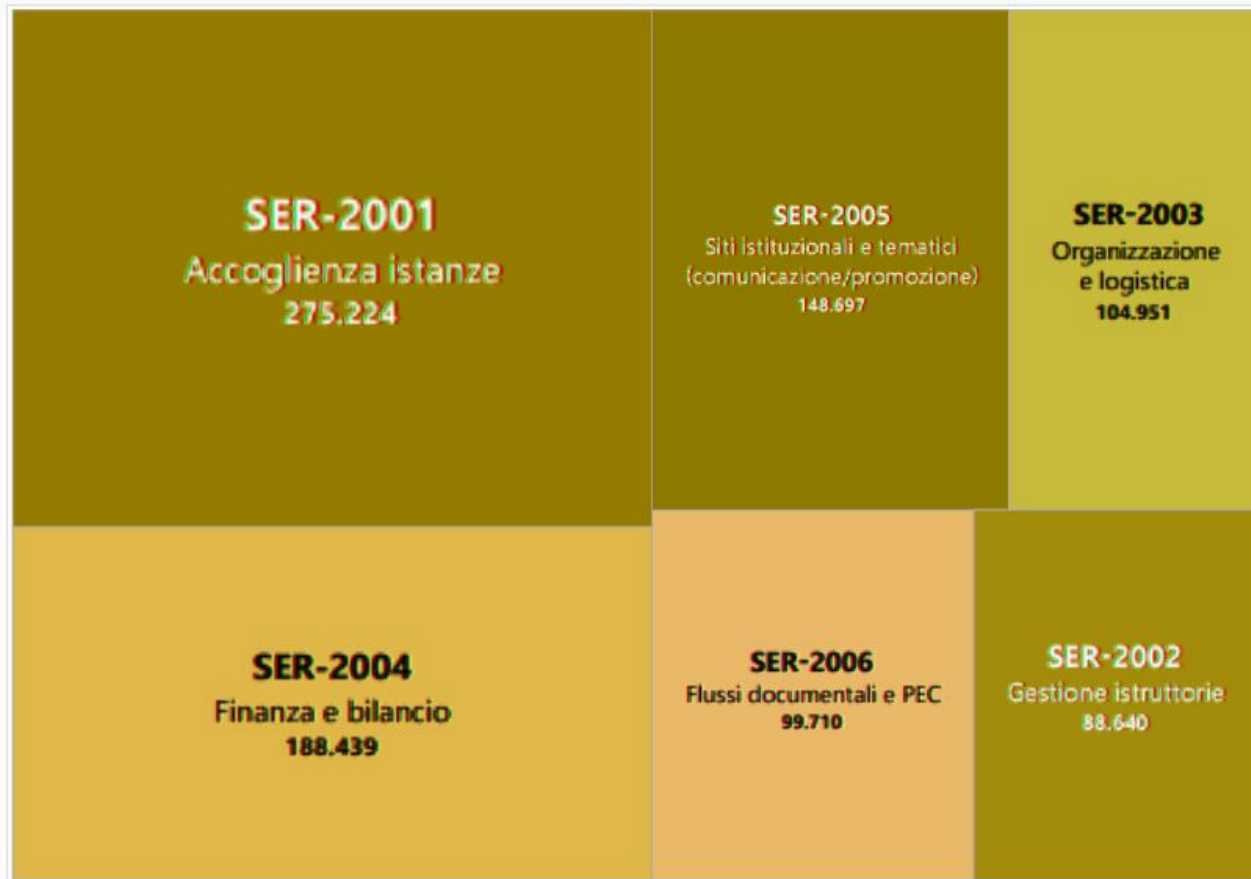 SER-2001
Accoglienza istanze
275.224
SER-2005
Siti istituzionali e tematici
(comunicazione/promozione)
148.697
SER-2003
Organizzazione
e logistica
104.951
SER-2004
Finanza e bilancio
188.439
SER-2006
Flussi documentali e PEC
99.710
SER-2002
Gestione istruttorie
88.640